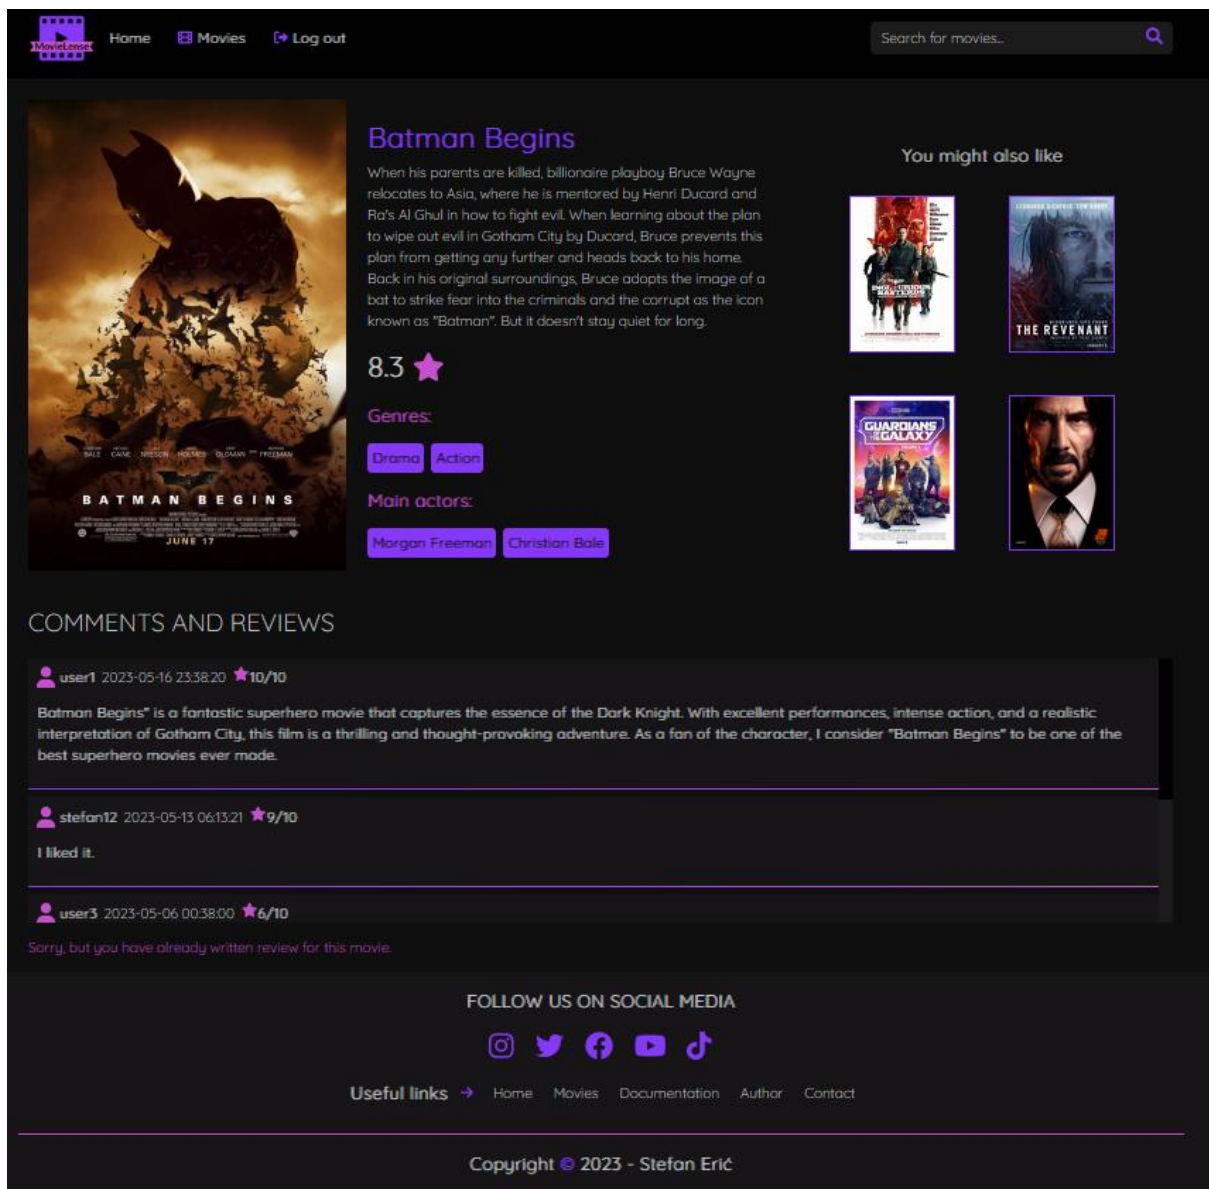 MovieLense
Home Movies Log out
Search for movies..
Batman Begins
When his parents are killed, billionaire playboy Bruce Wayne
relocates to Asia, where he is mentored by Henri Ducard and
Ra's Al Ghul in how to fight evil. When learning about the plan
to wipe out evil in Gotham City by Ducard, Bruce prevents this
plan from getting any further and heads back to his home.
Back in his original surroundings, Bruce adopts the image of a
bat to strike fear into the criminals and the corrupt as the icon
known as "Batman". But it doesn't stay quiet for long.
8.3
Genres:
Drama Action
Main actors:
Morgan Freeman Christian Bale
BALE CAINE NEESON HOLMES OLDMAN AND FREEMAN
BATMAN BEGINS
JUNE 17
You might also like
INGLOURIOUS
BASTERDS
THE REVENANT
GUARDIANS
OF THE GALAXY
COMMENTS AND REVIEWS
user1 2023-05-16 23:38:20 10/10
Batman Begins" is a fantastic superhero movie that captures the essence of the Dark Knight. With excellent performances, intense action, and a realistic
interpretation of Gotham City, this film is a thrilling and thought-provoking adventure. As a fan of the character, I consider "Batman Begins" to be one of the
best superhero movies ever made.
stefan12 2023-05-13 06:13:21 9/10
I liked it.
user3 2023-05-06 00:38:00 6/10
Sorry, but you have already written review for this movie.
FOLLOW US ON SOCIAL MEDIA
Useful links → Home Movies Documentation Author Contact
Copyright © 2023 - Stefan Erić